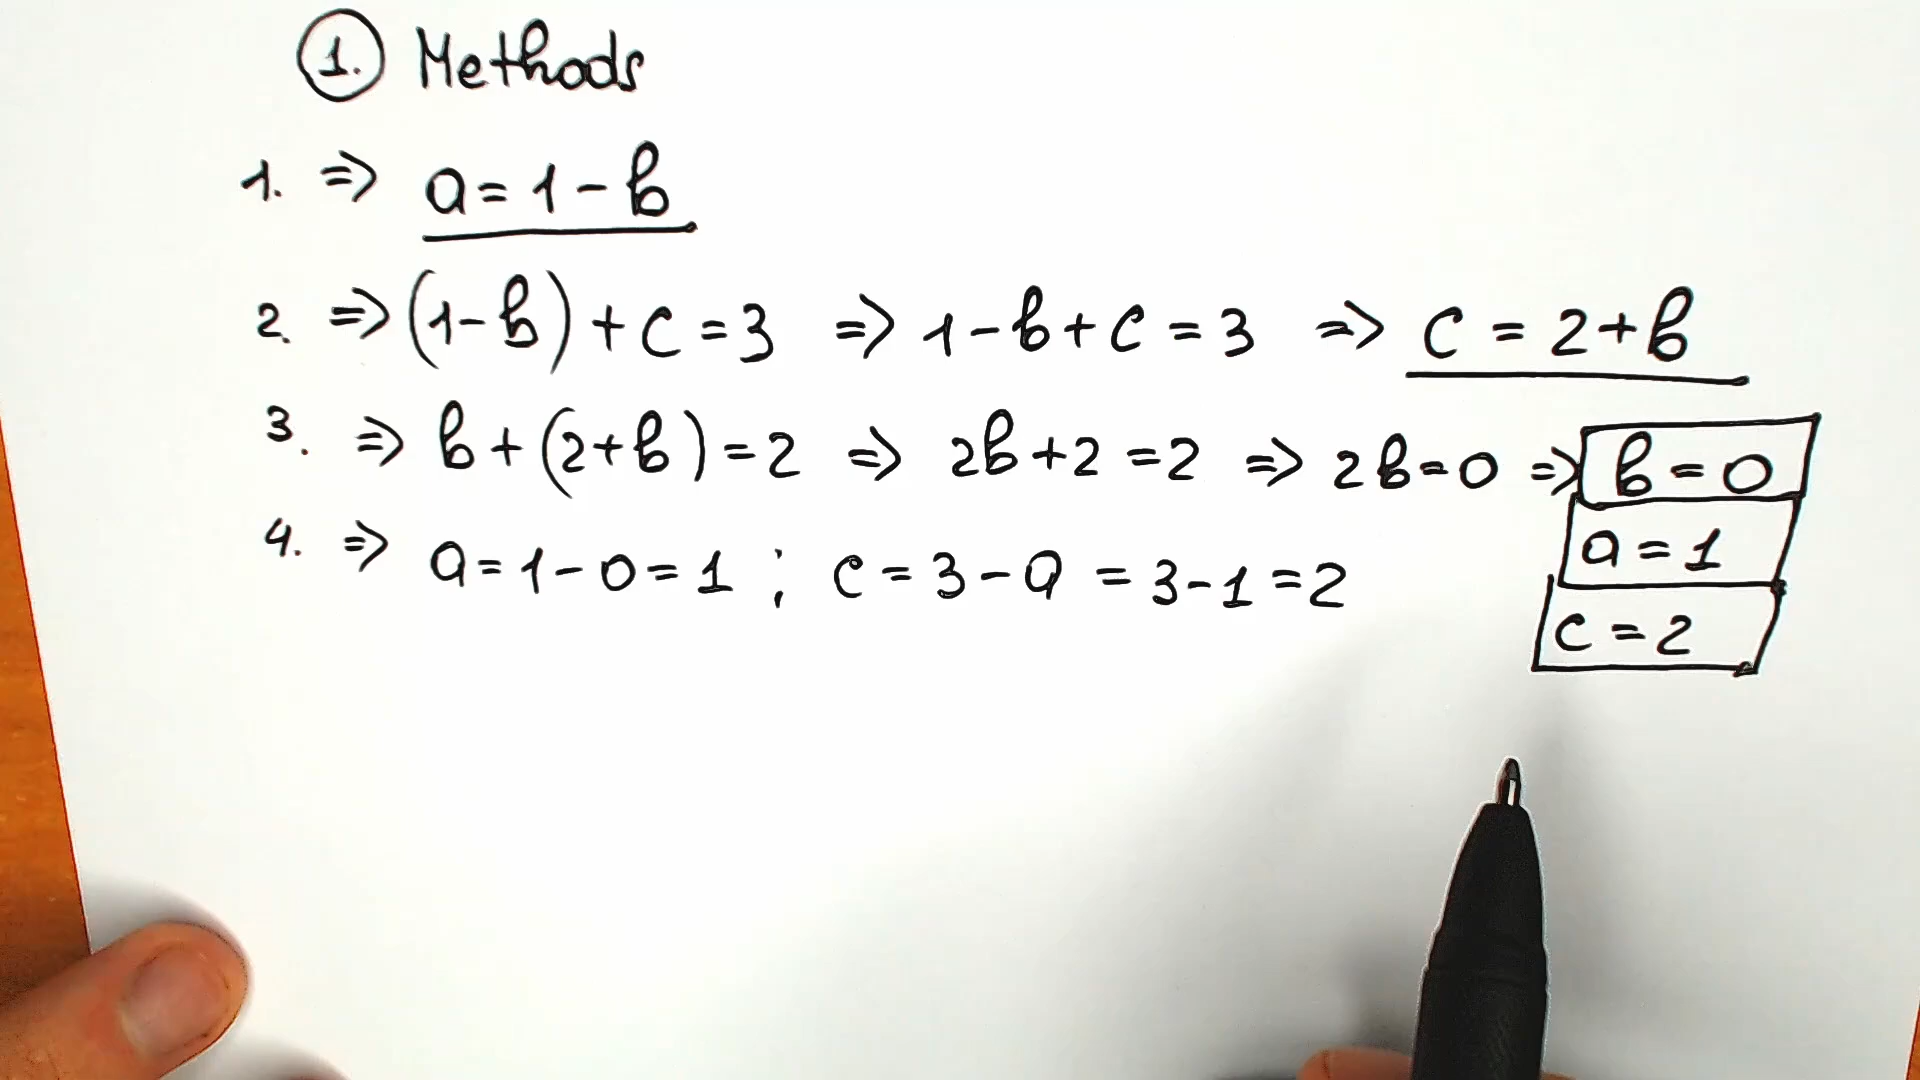 1. Methods
1. => a = 1 - b
2. => (1-b) + c = 3 => 1 - b + c = 3 => c = 2 + b
3. => b + (2+b) = 2 => 2b + 2 = 2 => 2b = 0 => b = 0
a = 1
4. => a = 1 - 0 = 1 ; c = 3 - a = 3 - 1 = 2
c = 2